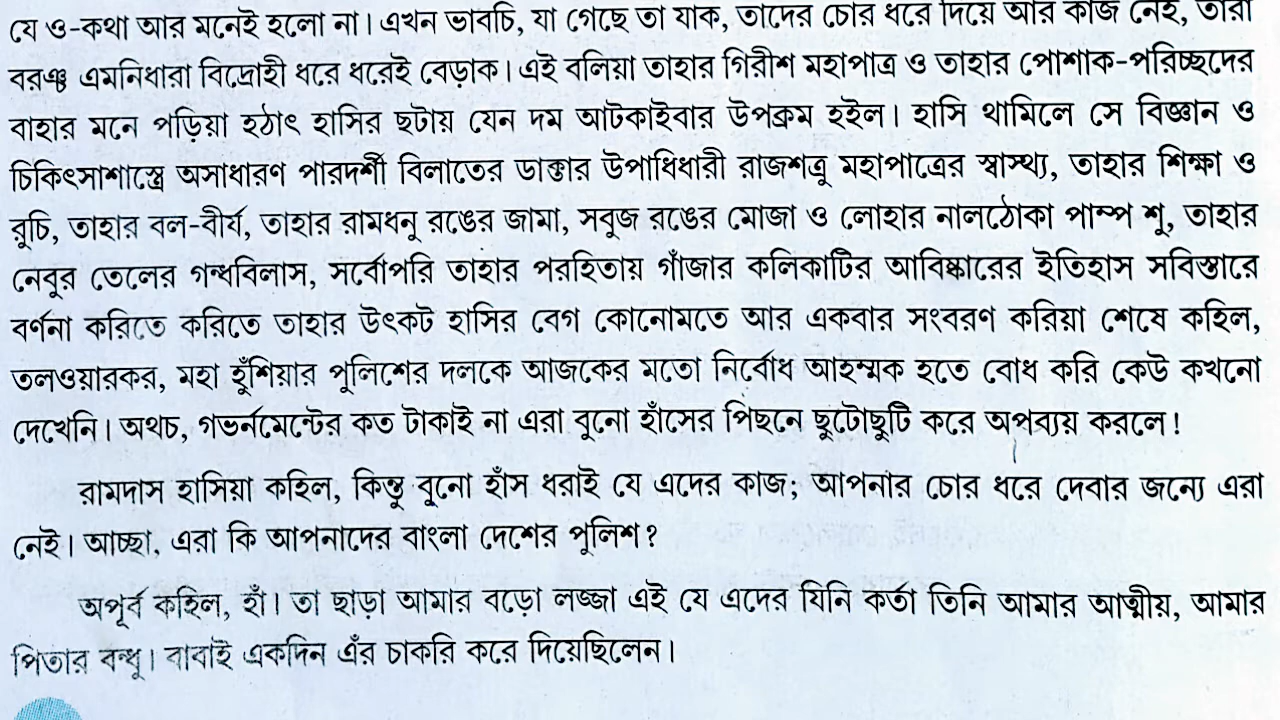 যে ও-কথা আর মনেই হলো না। এখন ভাবচি, যা গেছে তা যাক, তাদের চোর ধরে দিয়ে আর কাজ নেই, তারা
বরঞ্চ এমনিধারা বিদ্রোহী ধরে ধরেই বেড়াক। এই বলিয়া তাহার গিরীশ মহাপাত্র ও তাহার পোশাক-পরিচ্ছদের
বাহার মনে পড়িয়া হঠাৎ হাসির ছটায় যেন দম আটকাইবার উপক্রম হইল। হাসি থামিলে সে বিজ্ঞান ও
চিকিৎসাশাস্ত্রে অসাধারণ পারদর্শী বিলাতের ডাক্তার উপাধিধারী রাজশত্রু মহাপাত্রের স্বাস্থ্য, তাহার শিক্ষা ও
রুচি, তাহার বল-বীর্য, তাহার রামধনু রঙের জামা, সবুজ রঙের মোজা ও লোহার নালঠোকা পাম্প শু, তাহার
নেবুর তেলের গন্ধবিলাস, সর্বোপরি তাহার পরহিতায় গাঁজার কলিকাটির আবিষ্কারের ইতিহাস সবিস্তারে
বর্ণনা করিতে করিতে তাহার উৎকট হাসির বেগ কোনোমতে আর একবার সংবরণ করিয়া শেষে কহিল,
তলওয়ারকর, মহা হুঁশিয়ার পুলিশের দলকে আজকের মতো নির্বোধ আহম্মক হতে বোধ করি কেউ কখনো
দেখেনি। অথচ, গভর্নমেন্টের কত টাকাই না এরা বুনো হাঁসের পিছনে ছুটোছুটি করে অপব্যয় করলে!
রামদাস হাসিয়া কহিল, কিন্তু বুনো হাঁস ধরাই যে এদের কাজ; আপনার চোর ধরে দেবার জন্যে এরা
নেই। আচ্ছা, এরা কি আপনাদের বাংলা দেশের পুলিশ?
অপূর্ব কহিল, হাঁ। তা ছাড়া আমার বড়ো লজ্জা এই যে এদের যিনি কর্তা তিনি আমার আত্মীয়, আমার
পিতার বন্ধু। বাবাই একদিন এঁর চাকরি করে দিয়েছিলেন।